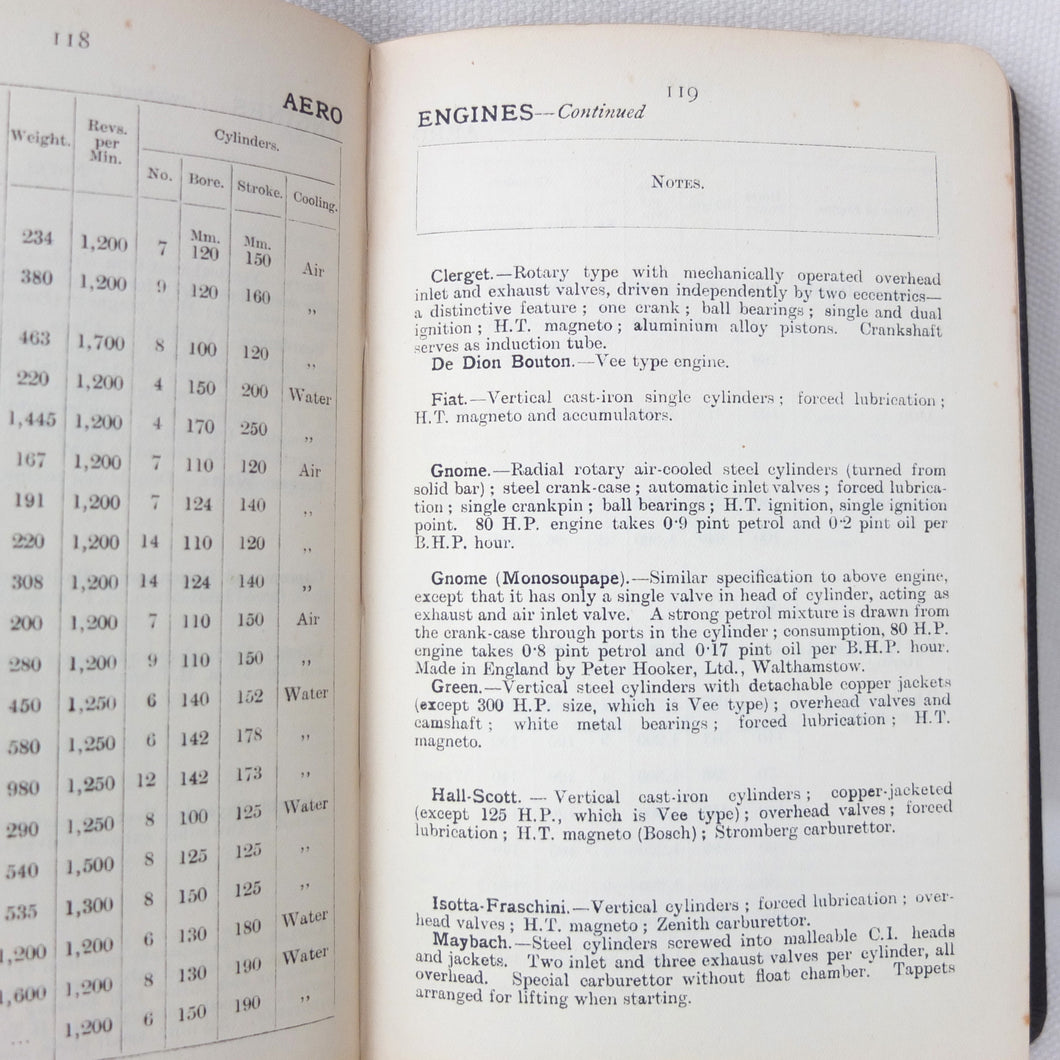 118
AERO
Weight. Revs. per Min. Cylinders.
No. Bore. Stroke. Cooling.
Mm. Mm.
234 1,200 7 120 150 Air
380 1,200 9 120 160 ,,
463 1,700 8 100 120 ,,
220 1,200 4 150 200 Water
1,445 1,200 4 170 250 ,,
167 1,200 7 110 120 Air
191 1,200 7 124 140 ,,
220 1,200 14 110 120 ,,
308 1,200 14 124 140 ,,
200 1,200 7 110 150 Air
280 1,200 9 110 150 ,,
450 1,250 6 140 152 Water
580 1,250 6 142 178 ,,
980 1,250 12 142 173 ,,
290 1,250 8 100 125 Water
540 1,500 8 125 125 ,,
535 1,300 8 150 125 ,,
1,200 1,200 6 130 180 Water
1,600 1,200 8 130 190 Water
... 1,200 6 150 190 ,,
119
ENGINES—Continued
NOTES.
Clerget.—Rotary type with mechanically operated overhead
inlet and exhaust valves, driven independently by two eccentrics—
a distinctive feature ; one crank ; ball bearings ; single and dual
ignition ; H.T. magneto ; aluminium alloy pistons. Crankshaft
serves as induction tube.
De Dion Bouton.—Vee type engine.
Fiat.—Vertical cast-iron single cylinders ; forced lubrication ;
H.T. magneto and accumulators.
Gnome.—Radial rotary air-cooled steel cylinders (turned from
solid bar) ; steel crank-case ; automatic inlet valves ; forced lubrica-
tion ; single crankpin ; ball bearings ; H.T. ignition, single ignition
point. 80 H.P. engine takes 0·9 pint petrol and 0·2 pint oil per
B.H.P. hour.
Gnome (Monosoupape).—Similar specification to above engine,
except that it has only a single valve in head of cylinder, acting as
exhaust and air inlet valve. A strong petrol mixture is drawn from
the crank-case through ports in the cylinder ; consumption, 80 H.P.
engine takes 0·8 pint petrol and 0·17 pint oil per B.H.P. hour.
Made in England by Peter Hooker, Ltd., Walthamstow.
Green.—Vertical steel cylinders with detachable copper jackets
(except 300 H.P. size, which is Vee type) ; overhead valves and
camshaft ; white metal bearings ; forced lubrication ; H.T.
magneto.
Hall-Scott. — Vertical cast-iron cylinders ; copper-jacketed
(except 125 H.P., which is Vee type) ; overhead valves ; forced
lubrication ; H.T. magneto (Bosch) ; Stromberg carburettor.
Isotta-Fraschini.—Vertical cylinders ; forced lubrication ; over-
head valves ; H.T. magneto ; Zenith carburettor.
Maybach.—Steel cylinders screwed into malleable C.I. heads
and jackets. Two inlet and three exhaust valves per cylinder, all
overhead. Special carburettor without float chamber. Tappets
arranged for lifting when starting.